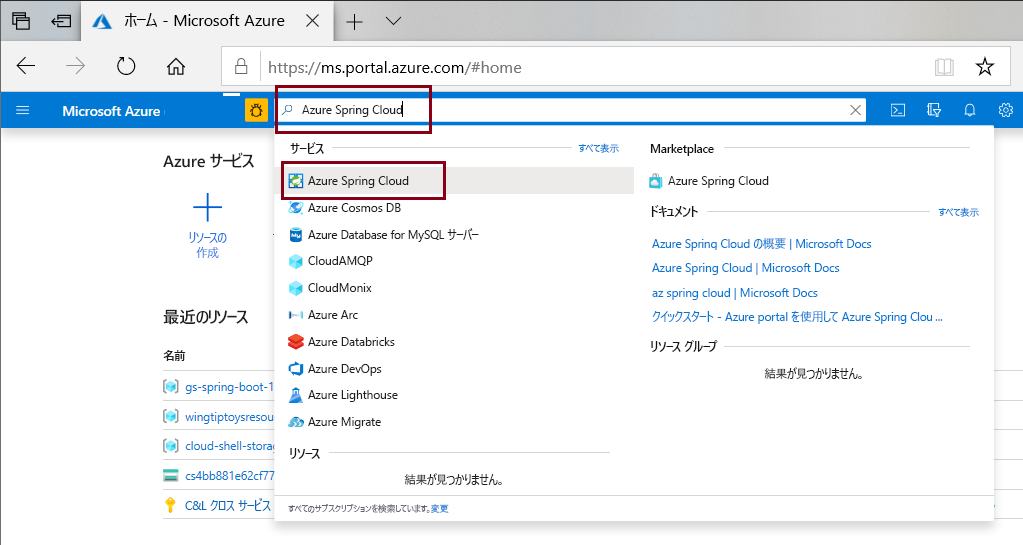 ホーム - Microsoft Azure
https://ms.portal.azure.com/#home
Microsoft Azure
Azure Spring Cloud
Azure サービス
リソースの
作成
最近のリソース
名前
gs-spring-boot-1
wingtiptoysresou
cloud-shell-storag
cs4bb881e62cf77
C&L クロス サービス
サービス すべて表示
Azure Spring Cloud
Azure Cosmos DB
Azure Database for MySQL サーバー
CloudAMQP
CloudMonix
Azure Arc
Azure Databricks
Azure DevOps
Azure Lighthouse
Azure Migrate
リソース
結果が見つかりません。
すべてのサブスクリプションを検索しています。変更
Marketplace
Azure Spring Cloud
ドキュメント すべて表示
Azure Spring Cloud の概要 | Microsoft Docs
Azure Spring Cloud | Microsoft Docs
az spring cloud | Microsoft Docs
クイックスタート - Azure portal を使用して Azure Spring Clou ...
リソース グループ
結果が見つかりません。